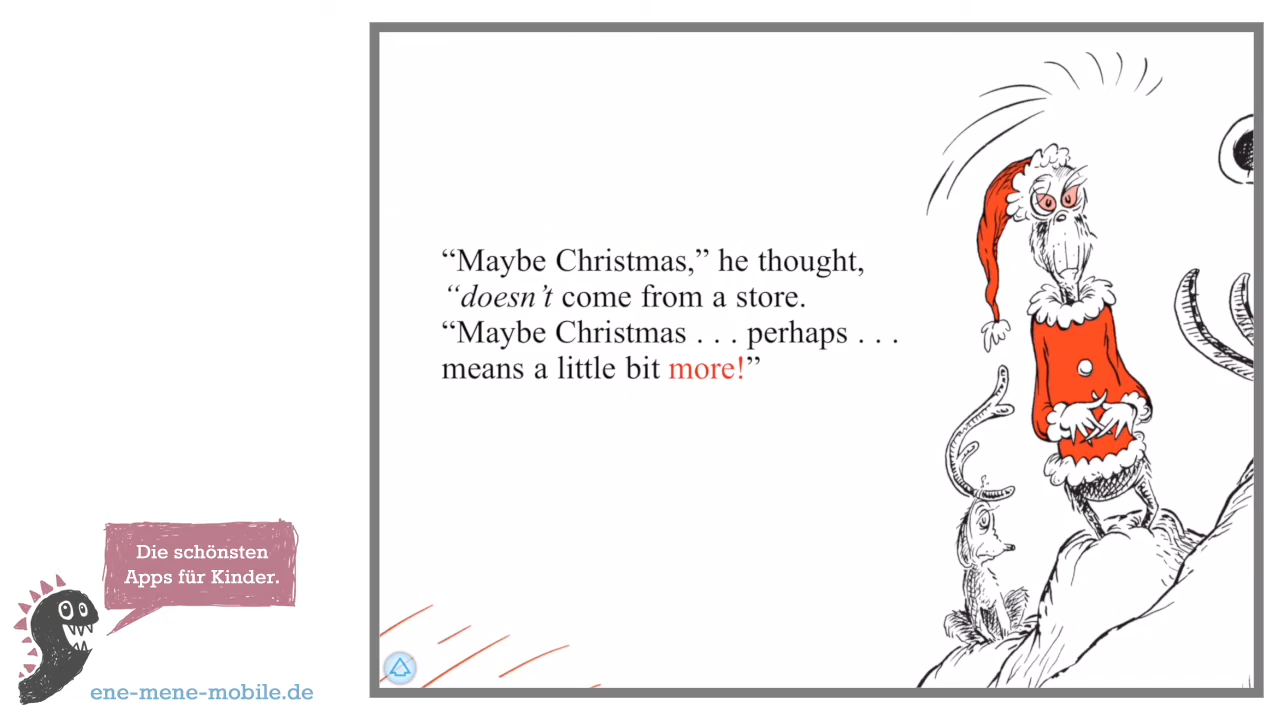 “Maybe Christmas,” he thought,
“doesn’t come from a store.
“Maybe Christmas . . . perhaps . . .
means a little bit more!”
Die schönsten
Apps für Kinder.
ene-mene-mobile.de